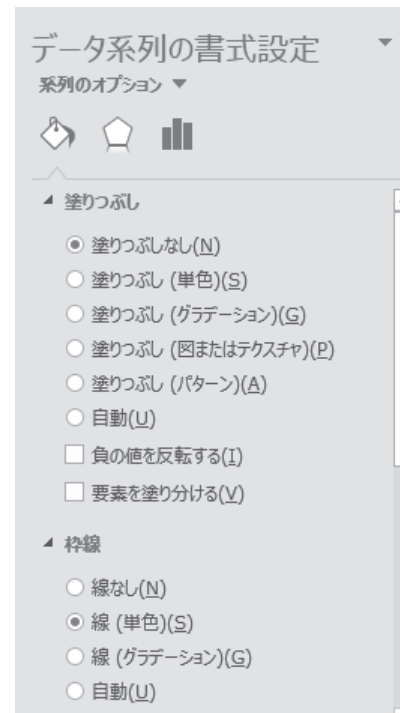 データ系列の書式設定
系列のオプション
塗りつぶし
塗りつぶしなし(N)
塗りつぶし (単色)(S)
塗りつぶし (グラデーション)(G)
塗りつぶし (図またはテクスチャ)(P)
塗りつぶし (パターン)(A)
自動(U)
負の値を反転する(I)
要素を塗り分ける(V)
枠線
線なし(N)
線 (単色)(S)
線 (グラデーション)(G)
自動(U)